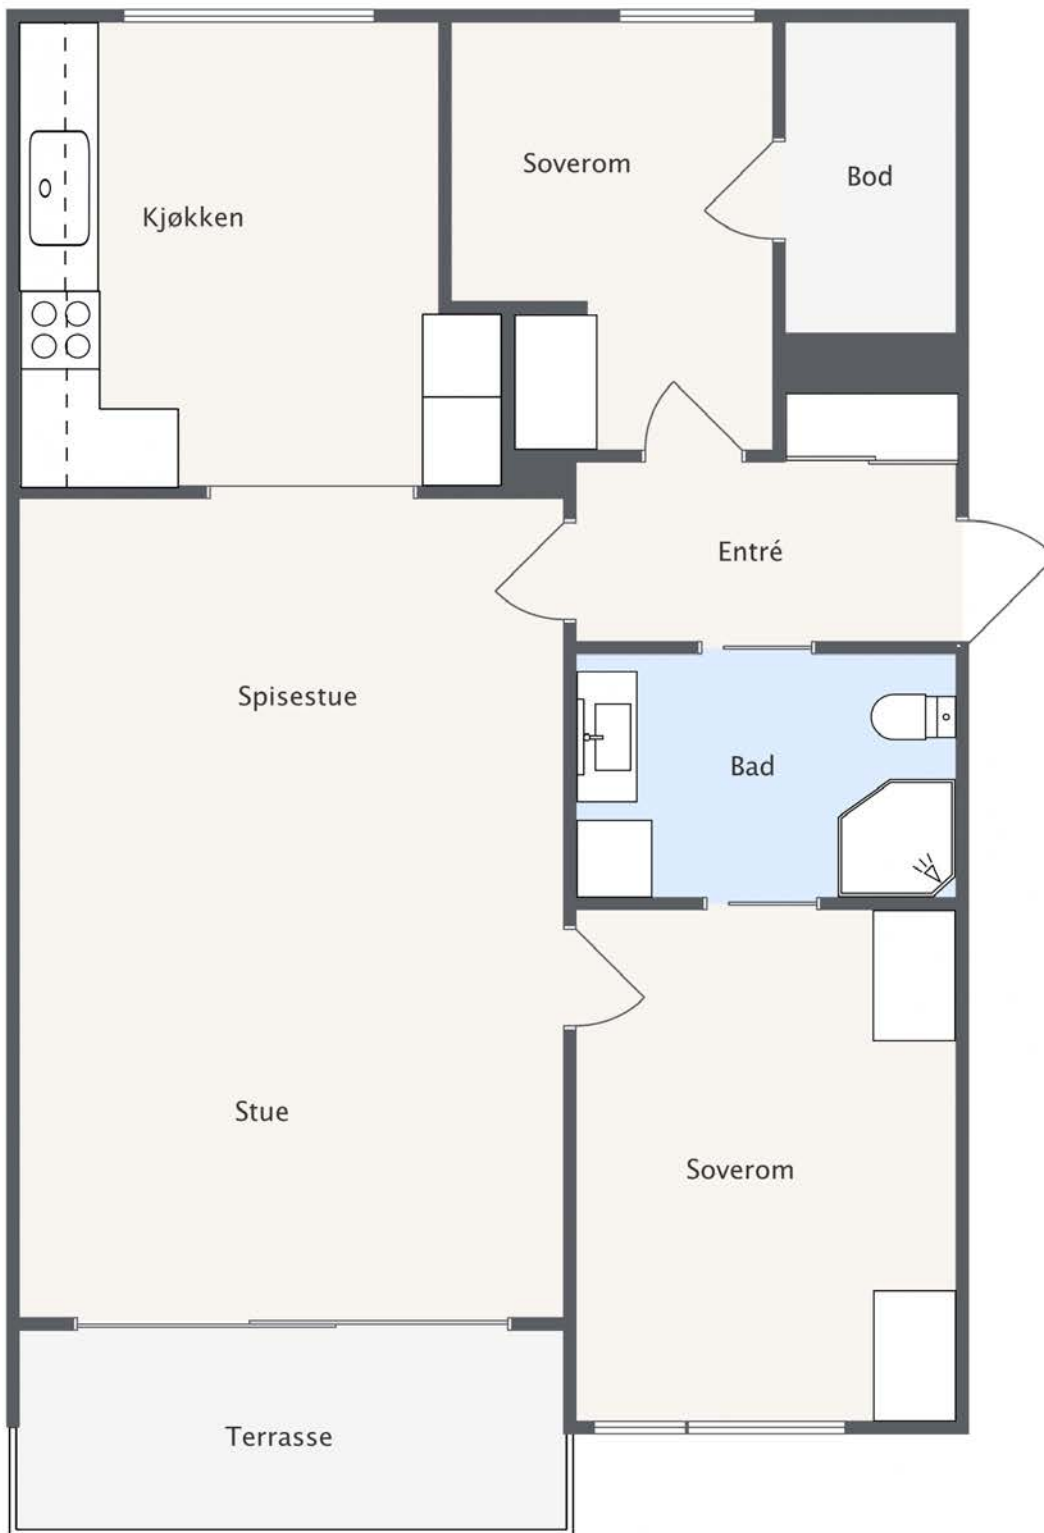 Soverom
Bod
Kjøkken
Entré
Spisestue
Bad
Stue
Soverom
Terrasse